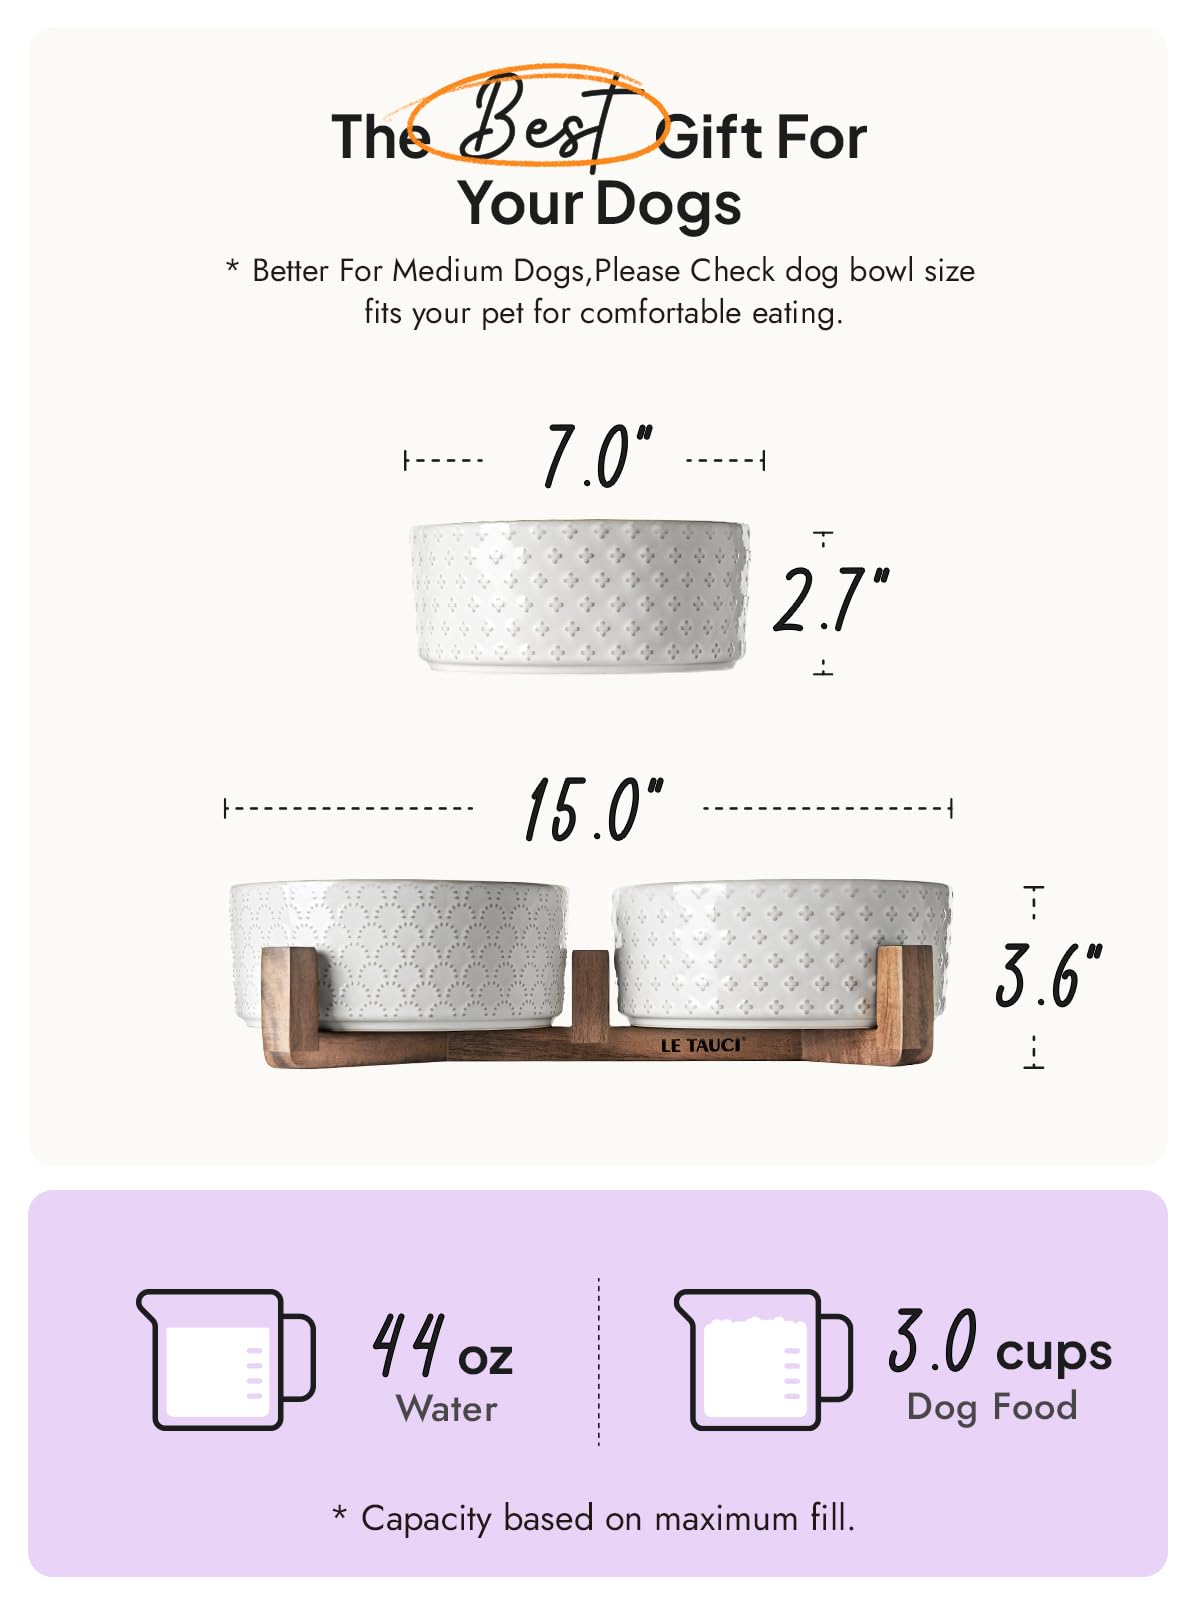 The Best Gift For
Your Dogs
* Better For Medium Dogs,Please Check dog bowl size
fits your pet for comfortable eating.
7.0"
2.7"
15.0"
3.6"
LE TAUCI®
44 oz
Water
3.0 cups
Dog Food
* Capacity based on maximum fill.